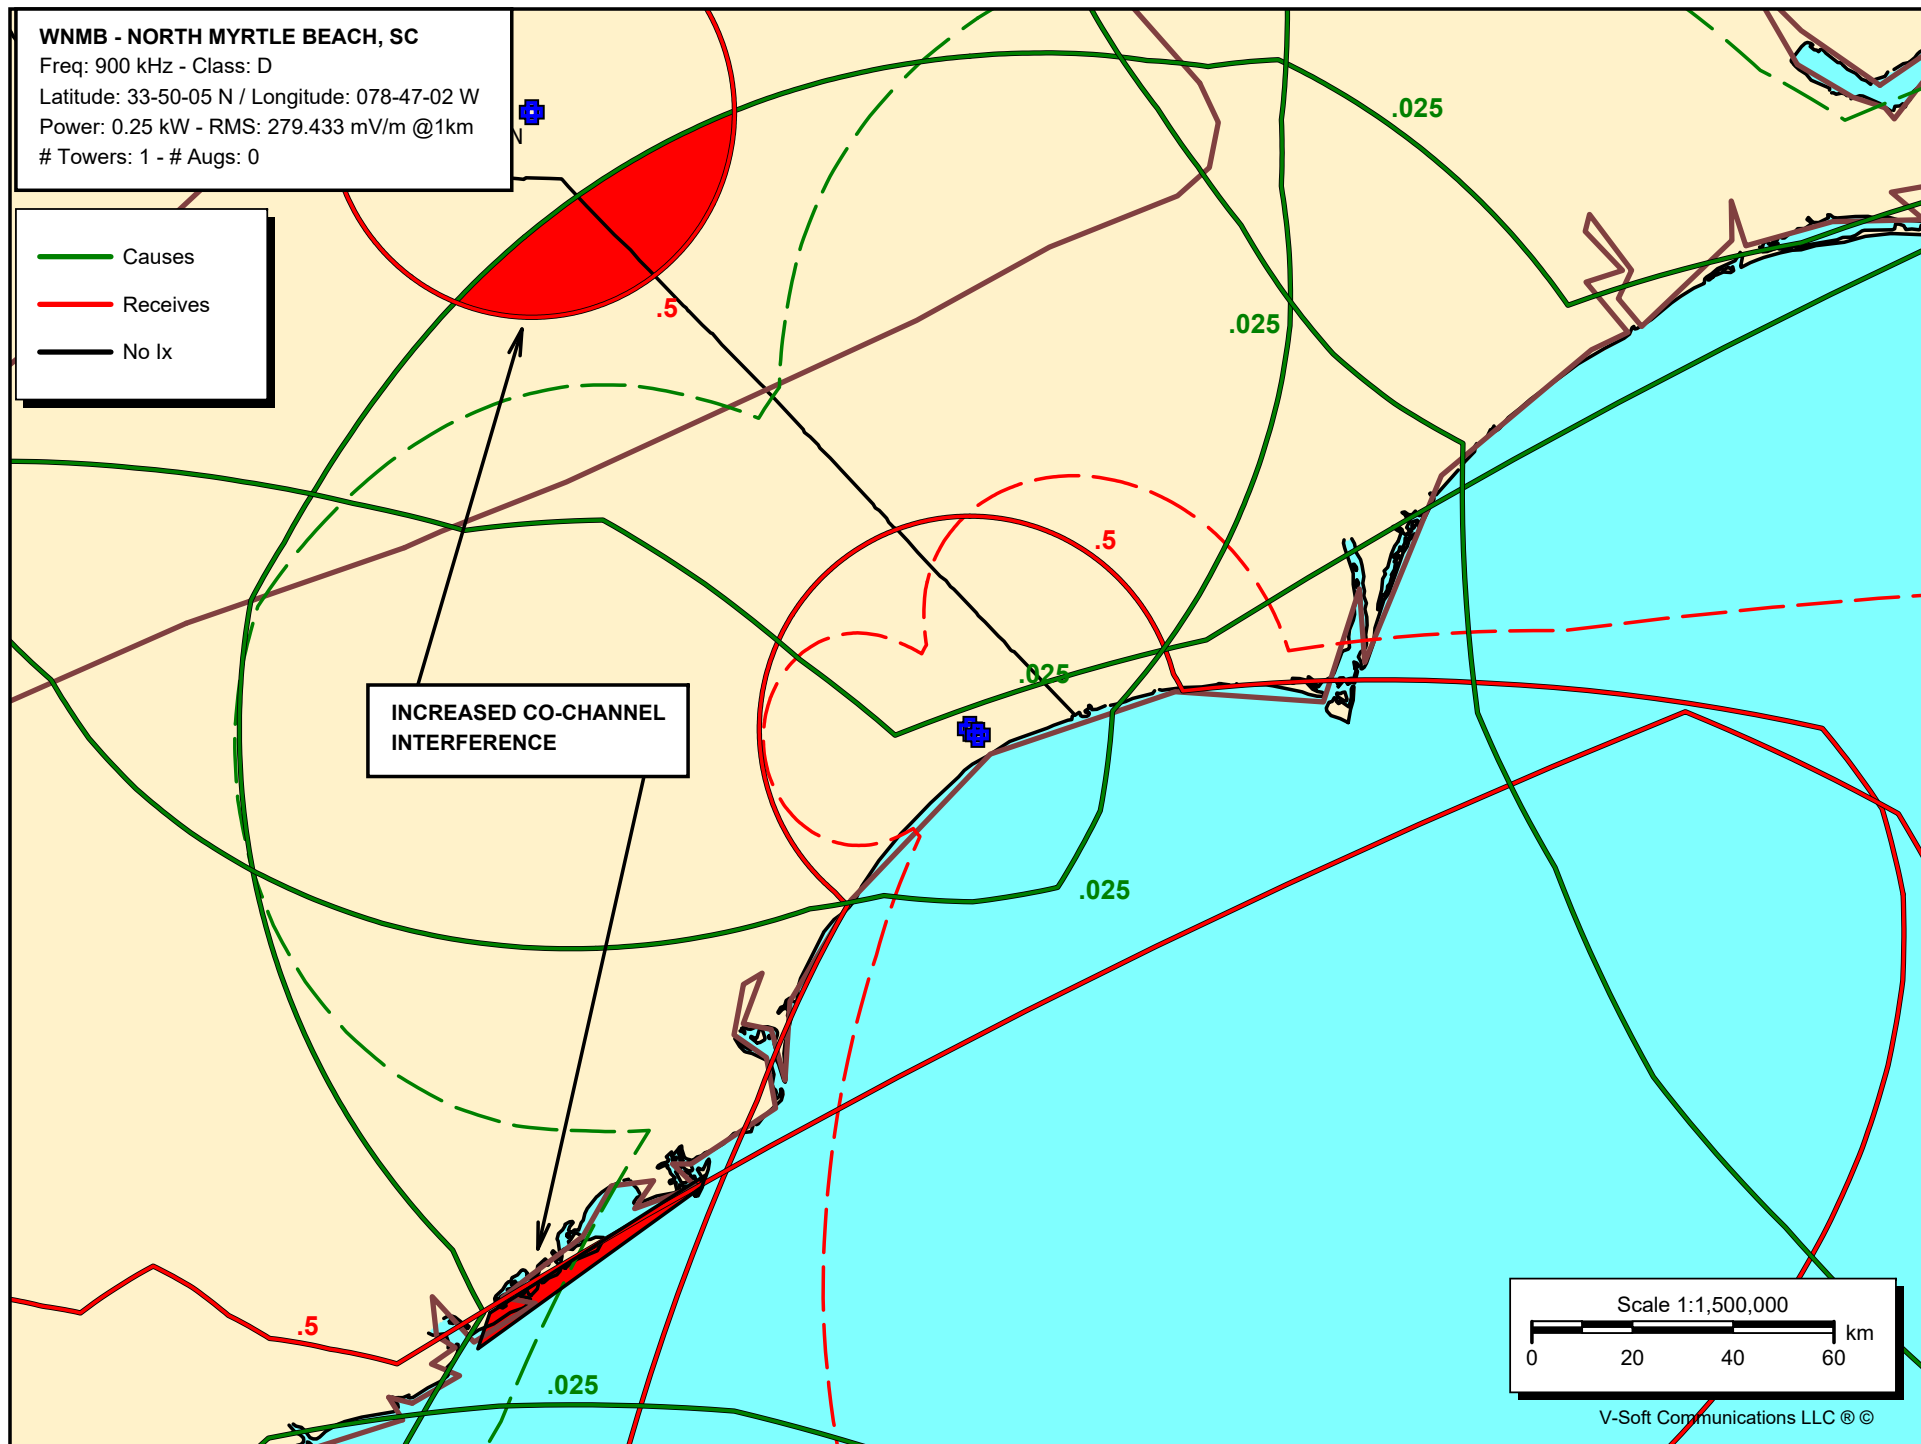 WNMB - NORTH MYRTLE BEACH, SC
Freq: 900 kHz - Class: D
Latitude: 33-50-05 N / Longitude: 078-47-02 W
Power: 0.25 kW - RMS: 279.433 mV/m @1km
# Towers: 1 - # Augs: 0
N
Causes
Receives
No Ix
.025
.5
.025
.5
.025
INCREASED CO-CHANNEL
INTERFERENCE
.025
.5
.025
Scale 1:1,500,000
km
0 20 40 60
V-Soft Communications LLC ® ©